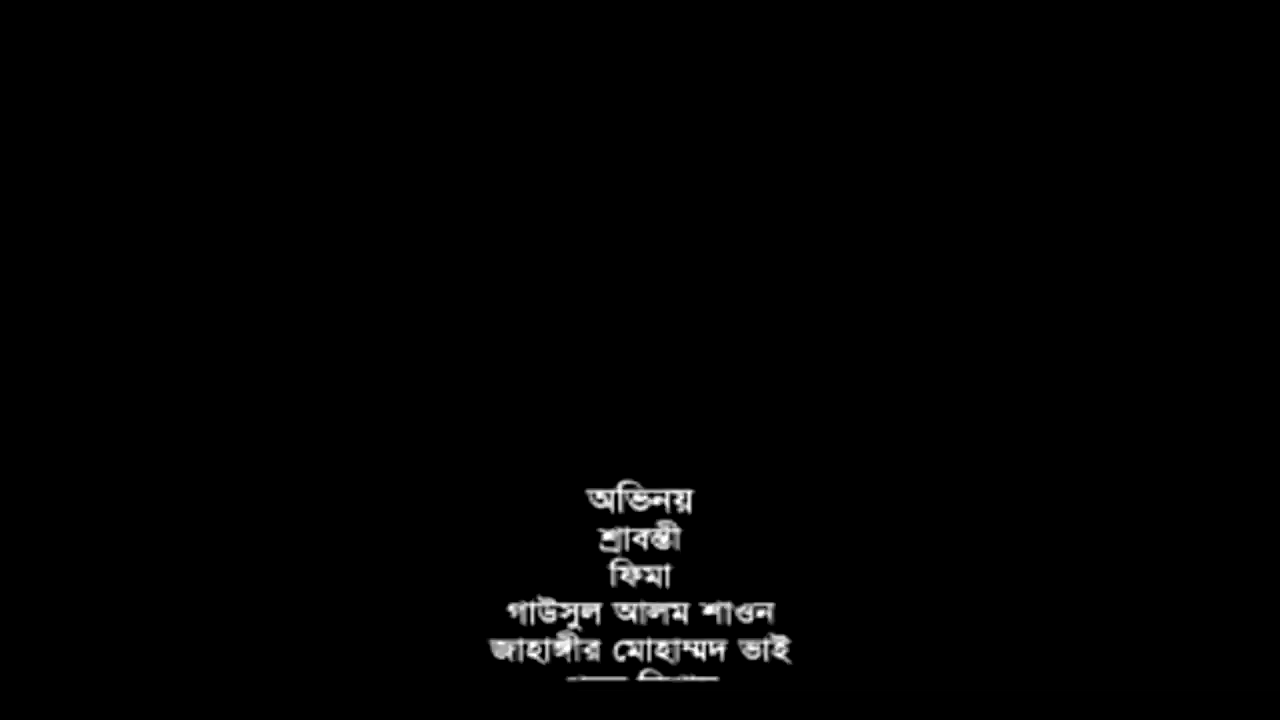 অভিনয়
শ্রাবন্তী
ফিমা
গাউসুল আলম শাওন
জাহাঙ্গীর মোহাম্মদ ভাই